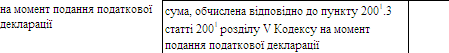 на момент подання податкової
декларації
сума, обчислена відповідно до пункту 200¹.3
статті 200¹ розділу V Кодексу на момент
подання податкової декларації